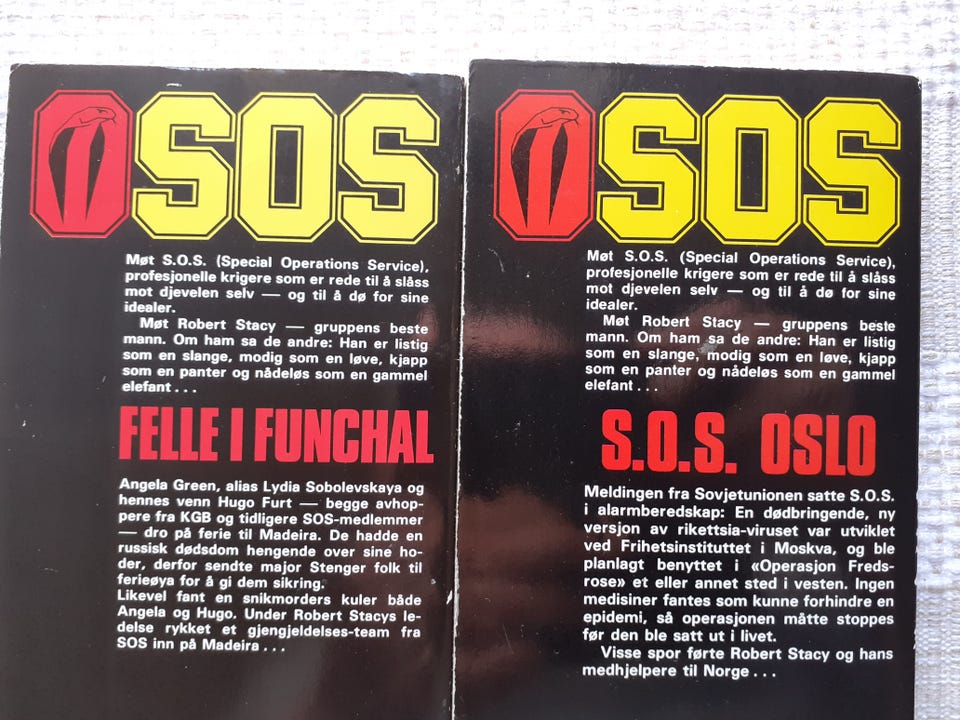 SOS
Møt S.O.S. (Special Operations Service),
profesjonelle krigere som er rede til å slåss
mot djevelen selv — og til å dø for sine
idealer.
Møt Robert Stacy — gruppens beste
mann. Om ham sa de andre: Han er listig
som en slange, modig som en løve, kjapp
som en panter og nådeløs som en gammel
elefant . . .
FELLE I FUNCHAL
Angela Green, alias Lydia Sobolevskaya og
hennes venn Hugo Furt — begge avhop-
pere fra KGB og tidligere SOS-medlemmer
— dro på ferie til Madeira. De hadde en
russisk dødsdom hengende over sine ho-
der, derfor sendte major Stenger folk til
ferieøya for å gi dem sikring.
Likevel fant en snikmorders kuler både
Angela og Hugo. Under Robert Stacys le-
delse rykket et gjengjeldelses-team fra
SOS inn på Madeira . . .
SOS
Møt S.O.S. (Special Operations Service),
profesjonelle krigere som er rede til å slåss
mot djevelen selv — og til å dø for sine
idealer.
Møt Robert Stacy — gruppens beste
mann. Om ham sa de andre: Han er listig
som en slange, modig som en løve, kjapp
som en panter og nådeløs som en gammel
elefant . . .
S.O.S. OSLO
Meldingen fra Sovjetunionen satte S.O.S.
i alarmberedskap: En dødbringende, ny
versjon av rikettsia-viruset var utviklet
ved Frihetsinstituttet i Moskva, og ble
planlagt benyttet i «Operasjon Freds-
rose» et eller annet sted i vesten. Ingen
medisiner fantes som kunne forhindre en
epidemi, så operasjonen måtte stoppes
før den ble satt ut i livet.
Visse spor førte Robert Stacy og hans
medhjelpere til Norge . . .